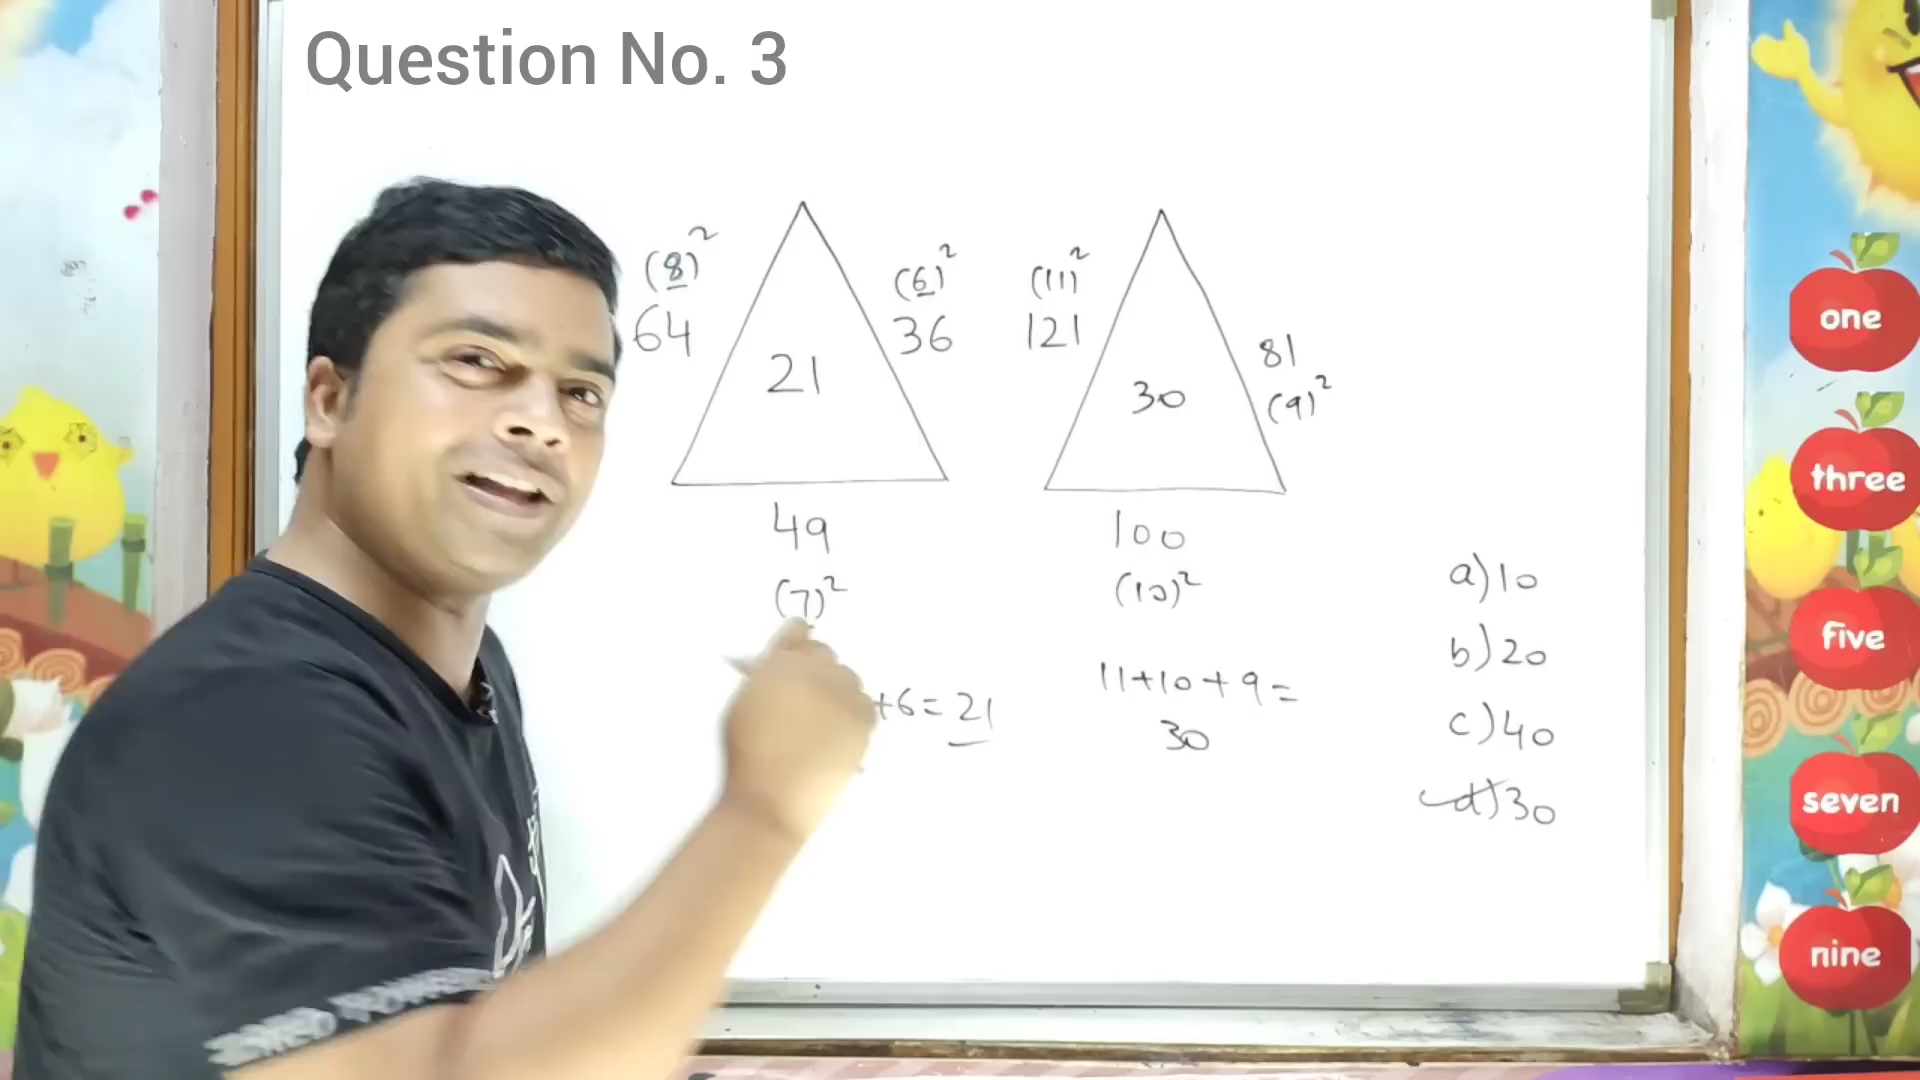 Question No. 3
(8)²
64
21
(6)²
36
49
(7)²
+6=21
(11)²
121
30
81
(9)²
100
(10)²
11+10+9=
30
a) 10
b) 20
c) 40
d) 30
one
three
five
seven
nine